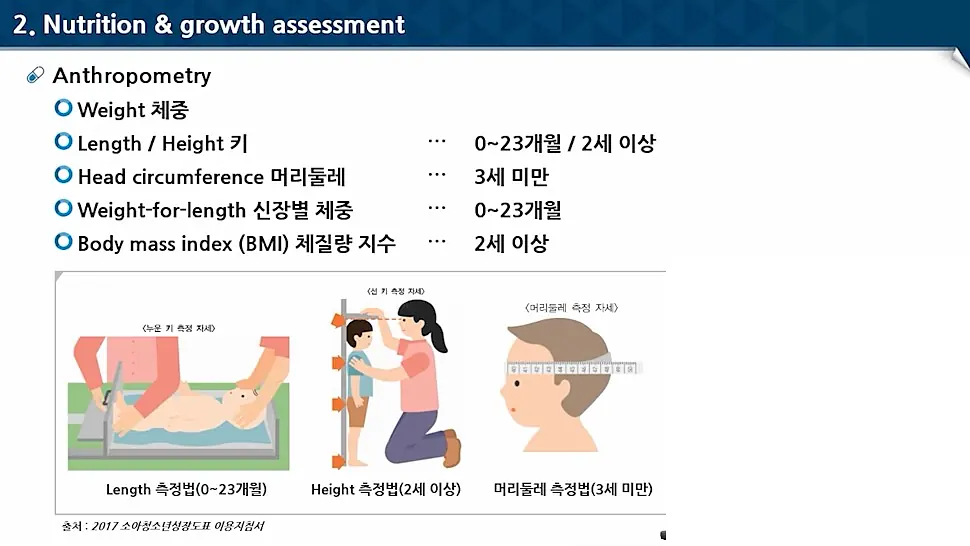 2. Nutrition & growth assessment
Anthropometry
Weight 체중
Length / Height 키 ··· 0~23개월 / 2세 이상
Head circumference 머리둘레 ··· 3세 미만
Weight-for-length 신장별 체중 ··· 0~23개월
Body mass index (BMI) 체질량 지수 ··· 2세 이상
<누운 키 측정 자세>
<선 키 측정 자세>
<머리둘레 측정 자세>
Length 측정법(0~23개월)
Height 측정법(2세 이상)
머리둘레 측정법(3세 미만)
출처 : 2017 소아청소년성장도표 이용지침서